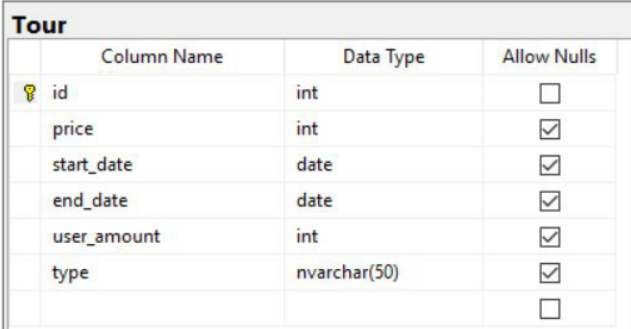 Tour
Column Name Data Type Allow Nulls
id int
price int
start_date date
end_date date
user_amount int
type nvarchar(50)